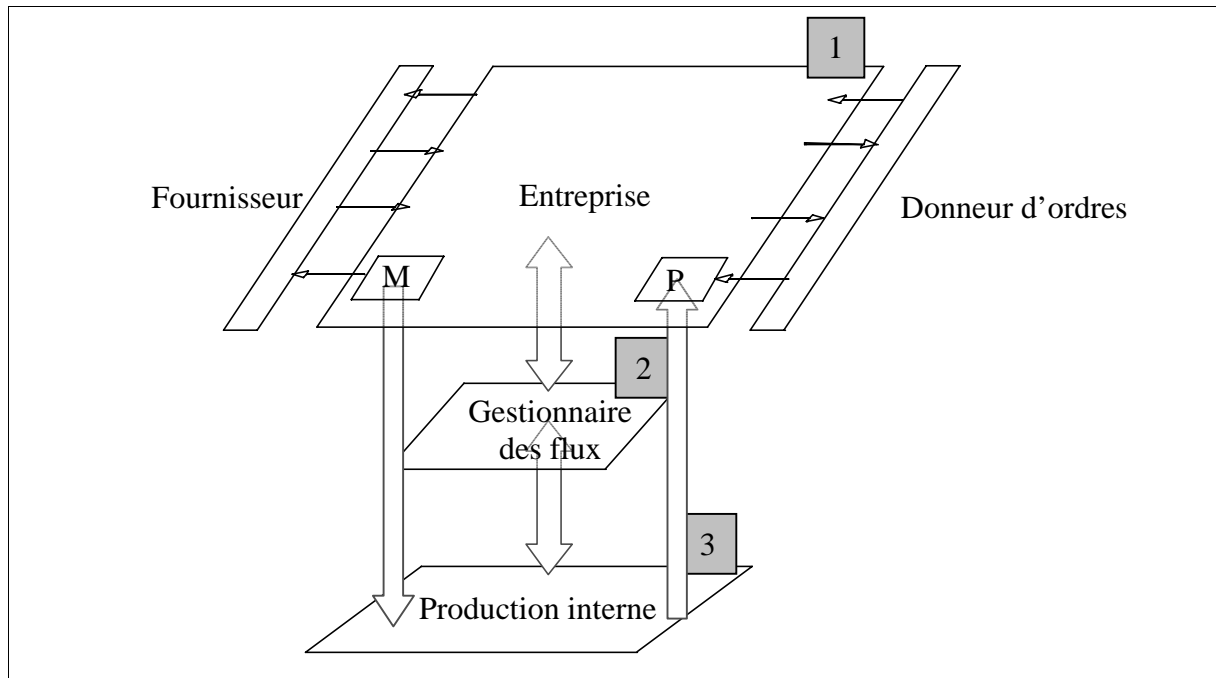 1
Fournisseur
Entreprise
Donneur d’ordres
M
P
2
Gestionnaire
des flux
3
Production interne